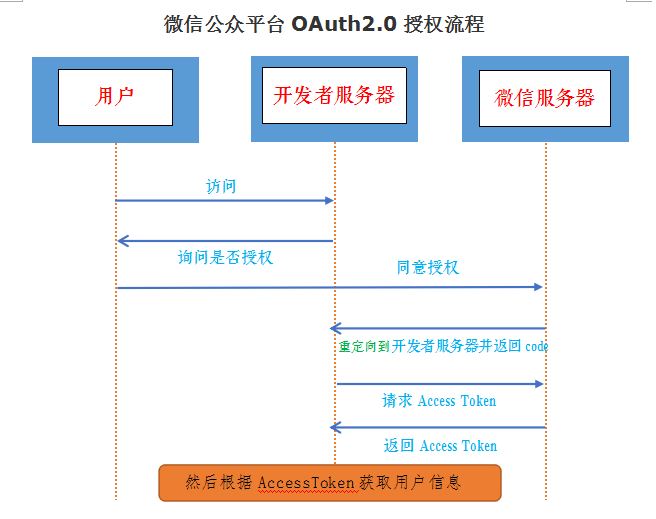 微信公众平台 OAuth2.0 授权流程
用户
开发者服务器
微信服务器
访问
询问是否授权
同意授权
重定向到开发者服务器并返回 code
请求 Access Token
返回 Access Token
然后根据 AccessToken 获取用户信息